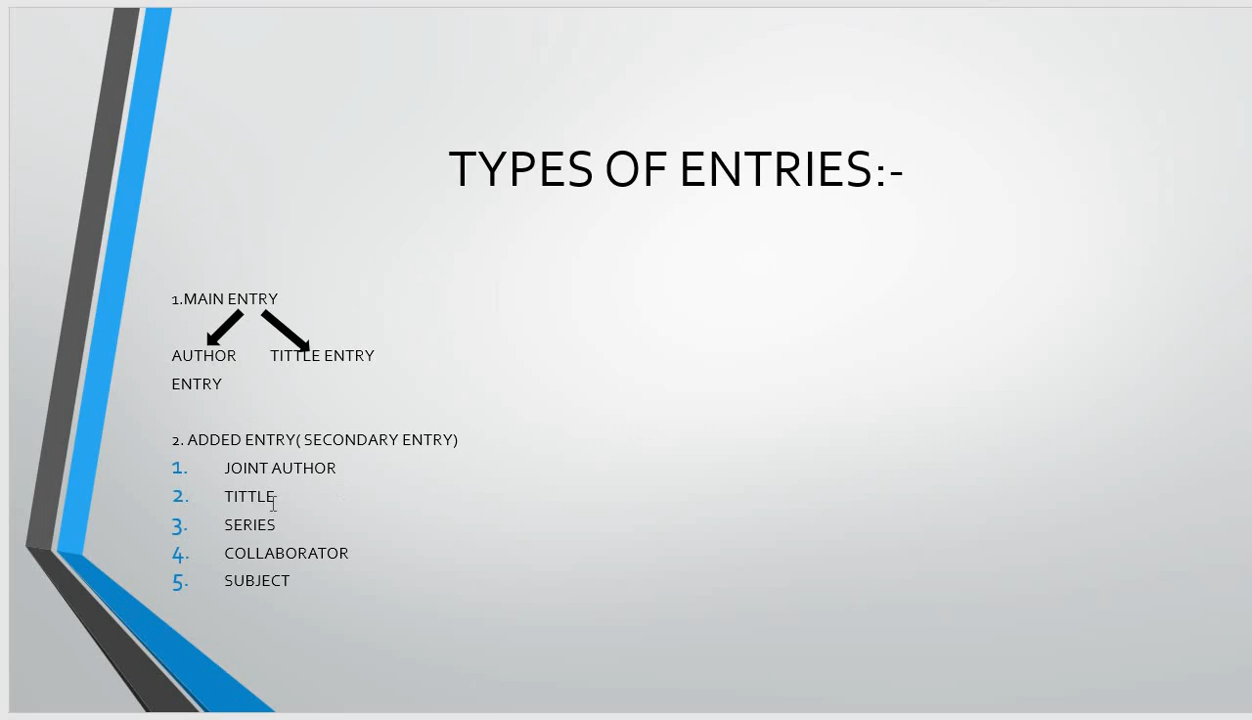 TYPES OF ENTRIES:-
1.MAIN ENTRY
AUTHOR TITTLE ENTRY
ENTRY
2. ADDED ENTRY( SECONDARY ENTRY)
1. JOINT AUTHOR
2. TITTLE
3. SERIES
4. COLLABORATOR
5. SUBJECT